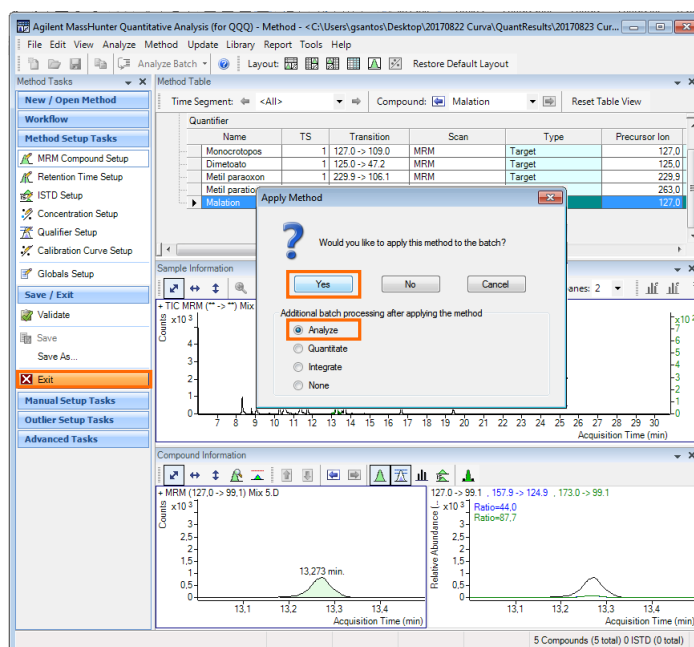 Agilent MassHunter Quantitative Analysis (for QQQ) - Method - <C:\Users\gsantos\Desktop\20170822 Curva\QuantResults\20170823 Cur...
File Edit View Analyze Method Update Library Report Tools Help
Analyze Batch Layout: Restore Default Layout
Method Tasks
New / Open Method
Workflow
Method Setup Tasks
MRM Compound Setup
Retention Time Setup
ISTD Setup
Concentration Setup
Qualifier Setup
Calibration Curve Setup
Globals Setup
Save / Exit
Validate
Save
Save As...
Exit
Manual Setup Tasks
Outlier Setup Tasks
Advanced Tasks
Method Table
Time Segment: <All> Compound: Malation Reset Table View
Quantifier
Name TS Transition Scan Type Precursor Ion
Monocrotopos 1 127.0 -> 109.0 MRM Target 127,0
Dimetoato 1 125.0 -> 47.2 MRM Target 125,0
Metil paraoxon 1 229.9 -> 106.1 MRM Target 229,9
Metil paratio 263,0
Malation 127,0
Apply Method
Would you like to apply this method to the batch?
Yes No Cancel
Additional batch processing after applying the method
Analyze
Quantitate
Integrate
None
Sample Information
anes: 2
+ TIC MRM (** -> **) Mix
Counts
x10 3
4-
3-
2-
1-
0-
x10 2
7
6
5
4
3
2
1
0
7 8 9 10 11 12 13 14 15 16 17 18 19 20 21 22 23 24 25 26 27 28 29 30
Acquisition Time (min)
Compound Information
+ MRM (127,0 -> 99,1) Mix 5.D
Counts
x10 3
3-
2,5-
2-
1,5-
1-
0,5-
0-
13,273 min.
13,1 13,2 13,3 13,4
Acquisition Time (min)
127.0 -> 99.1 , 157.9 -> 124.9 , 173.0 -> 99.1
Relative Abundance (...
x10 3
Ratio=44,0
Ratio=87,7
3-
2,5-
2-
1,5-
1-
0,5-
0-
13,1 13,2 13,3 13,4
Acquisition Time (min)
5 Compounds (5 total) 0 ISTD (0 total)